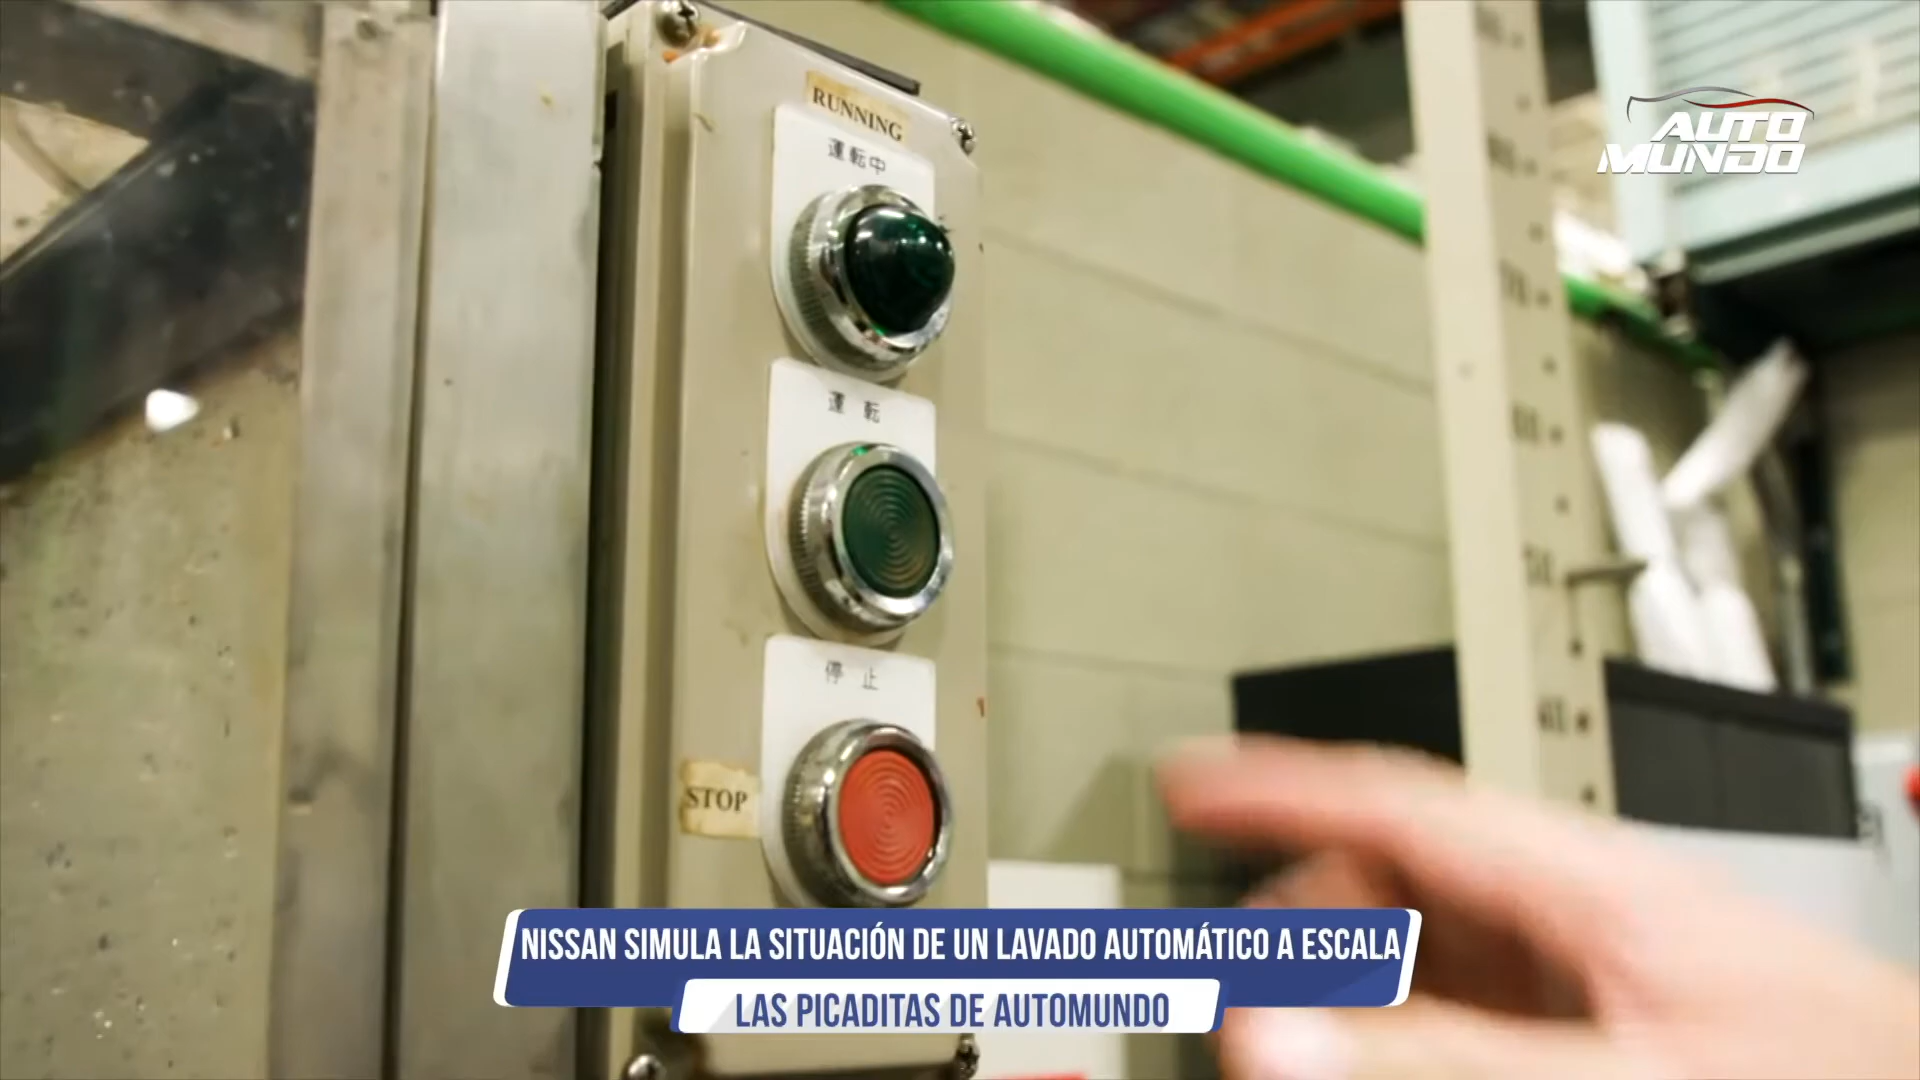 RUNNING
運転中
AUTO
MUNDO
運転
停止
STOP
NISSAN SIMULA LA SITUACIÓN DE UN LAVADO AUTOMÁTICO A ESCALA
LAS PICADITAS DE AUTOMUNDO